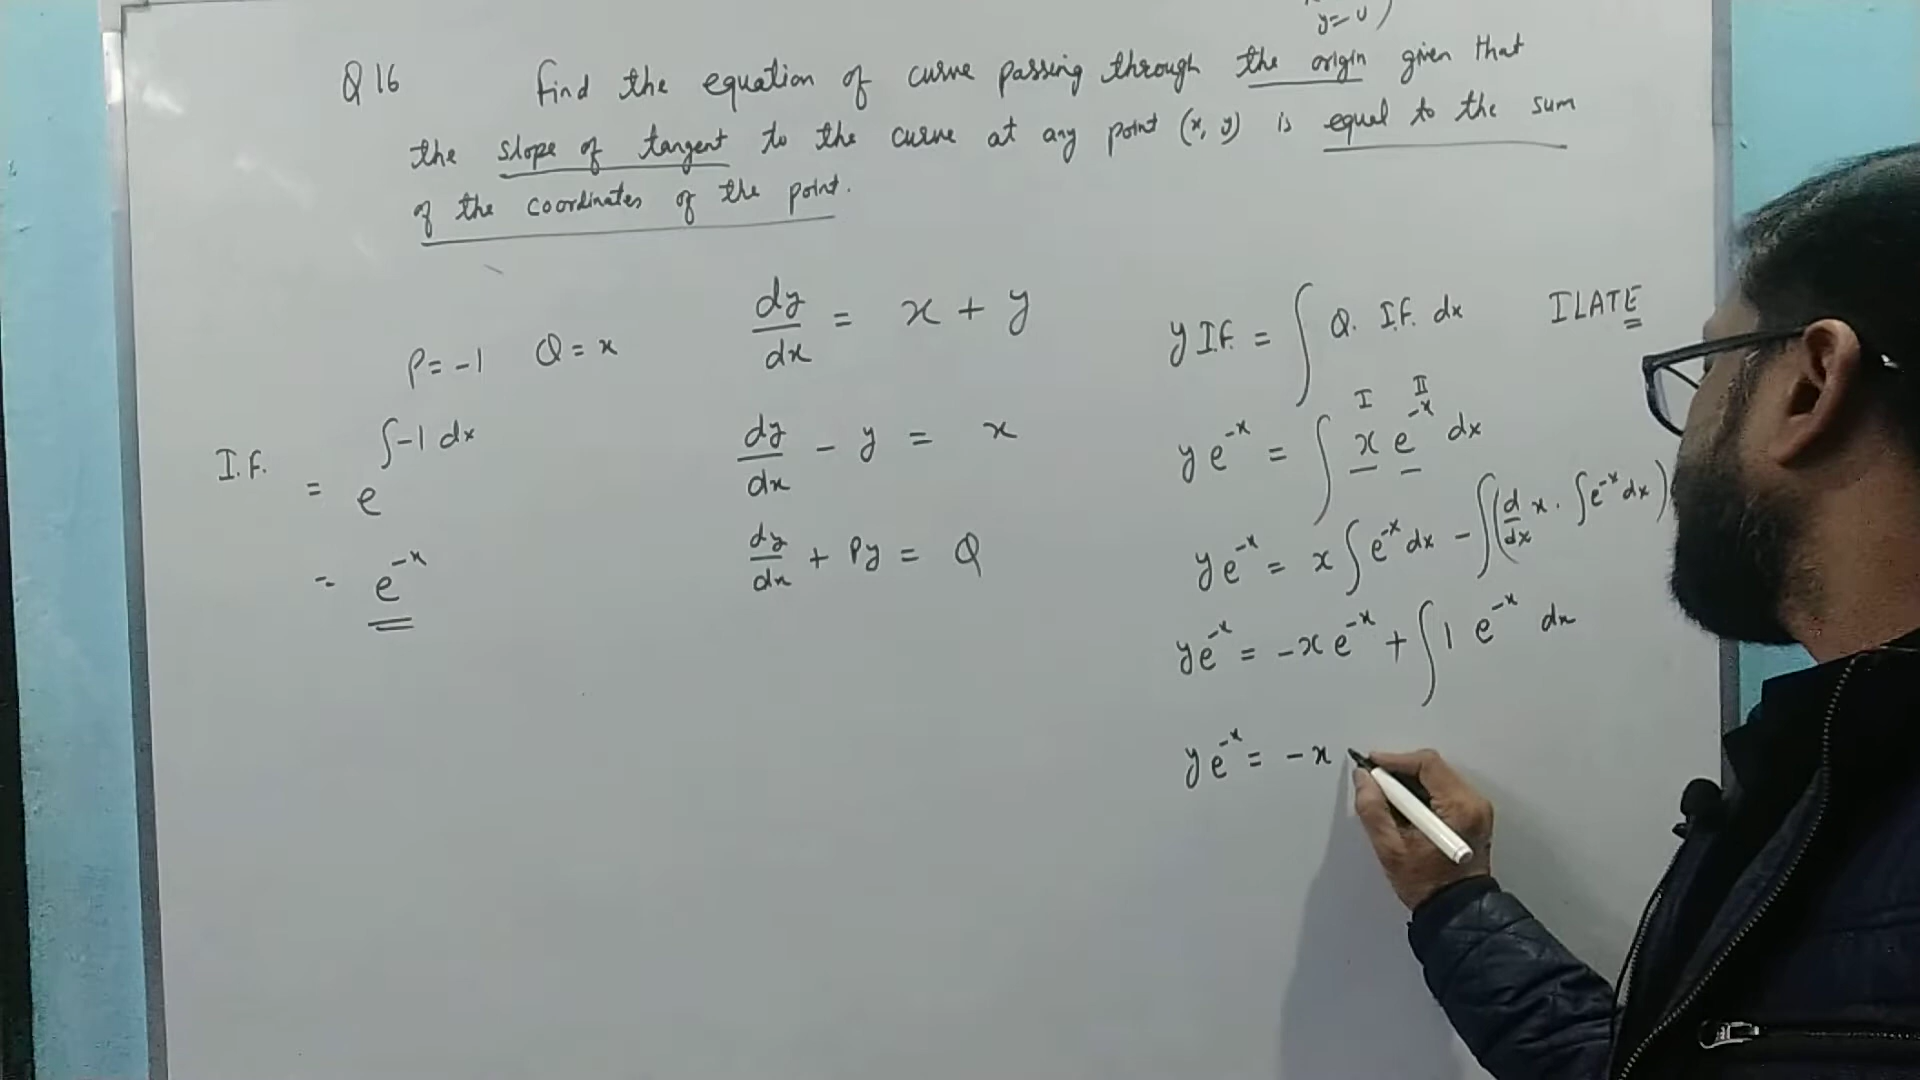 y=0)
Q 16 find the equation of curve passing through the origin given that
the slope of tangent to the curve at any point (x, y) is equal to the sum
of the coordinates of the point.
dy/dx = x + y
P = -1 Q = x
I.F. = e^∫-1 dx
= e^-x
dy/dx - y = x
dy/dx + Py = Q
y I.F. = ∫ Q. I.F. dx ILATE
I II
y e^-x = ∫ x e^-x dx
y e^-x = x ∫ e^-x dx - ∫(d/dx x . ∫e^-x dx)
y e^-x = -x e^-x + ∫ 1 e^-x dx
y e^-x = -x